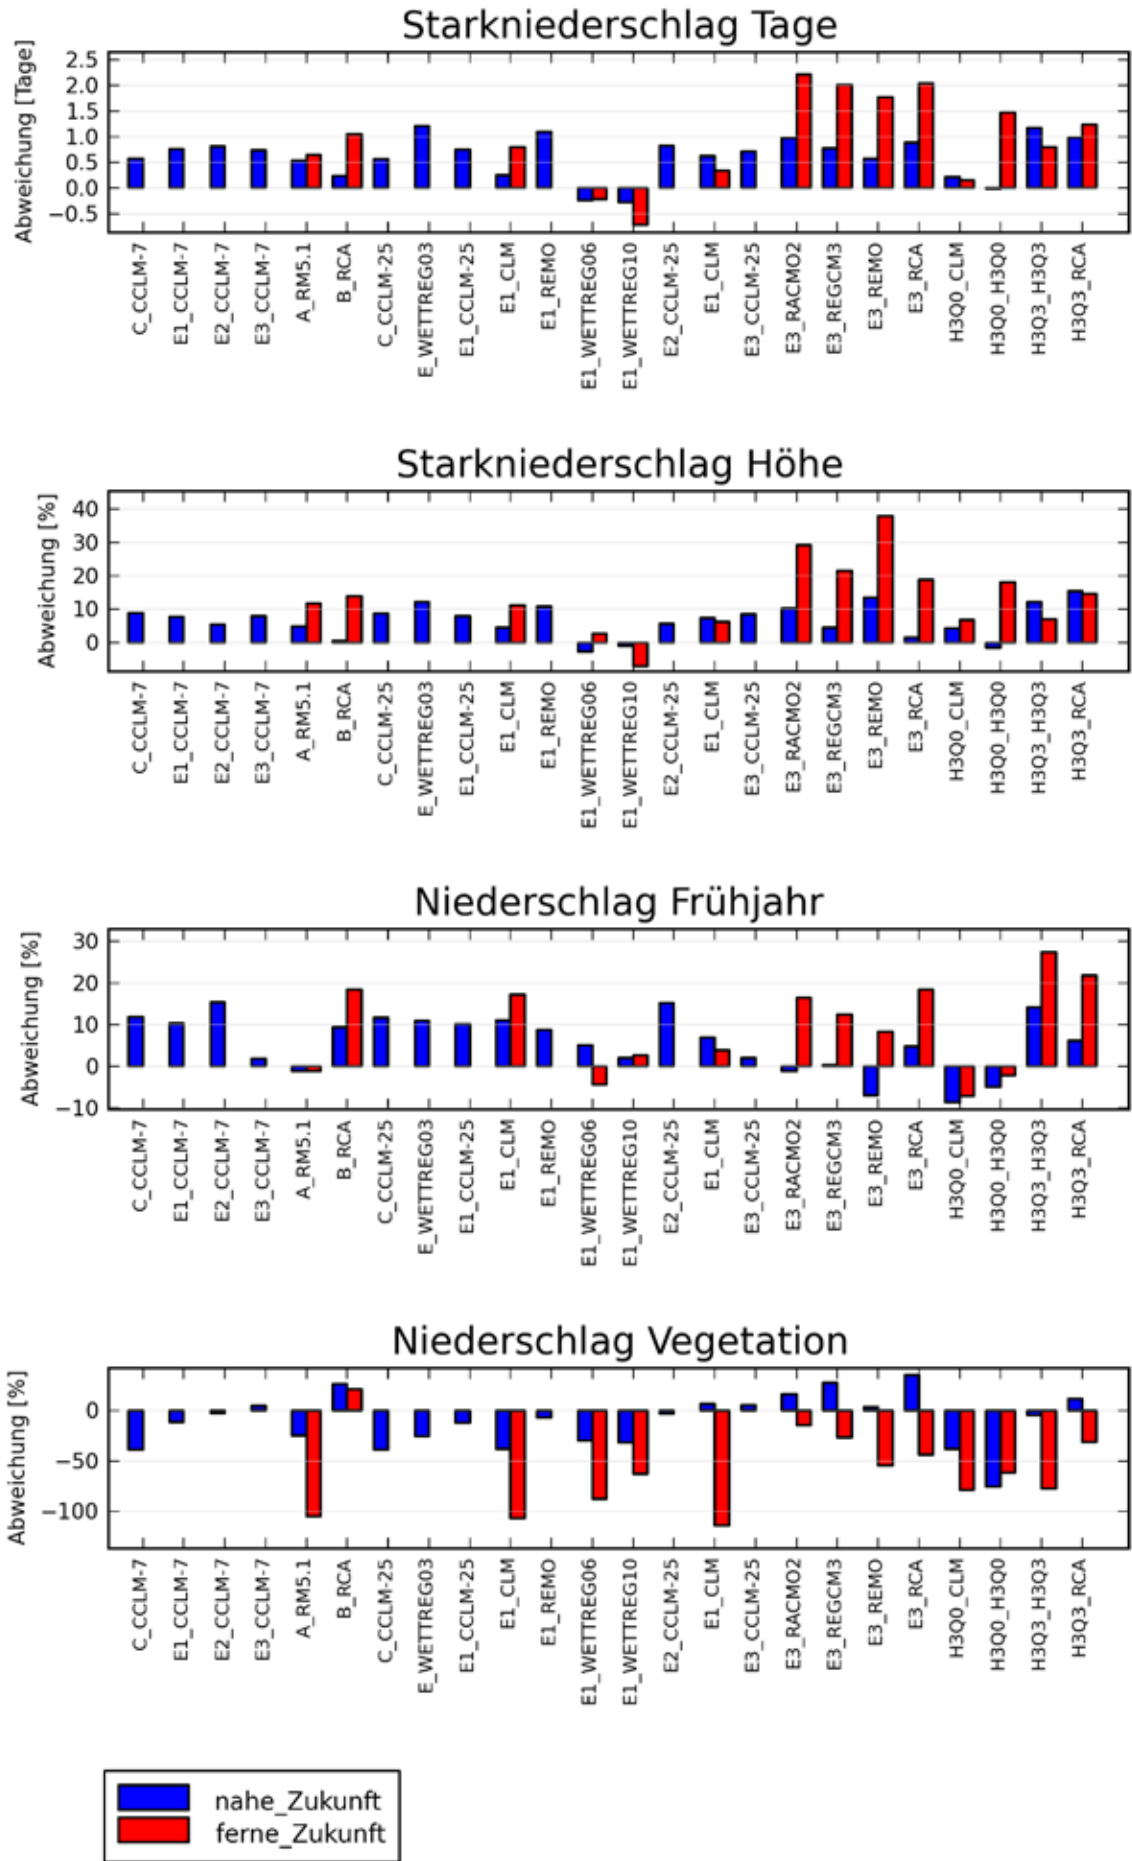 Starkniederschlag Tage
Abweichung [Tage]
2.5
2.0
1.5
1.0
0.5
0.0
−0.5
C_CCLM-7
E1_CCLM-7
E2_CCLM-7
E3_CCLM-7
A_RM5.1
B_RCA
C_CCLM-25
E_WETTREG03
E1_CCLM-25
E1_CLM
E1_REMO
E1_WETTREG06
E1_WETTREG10
E2_CCLM-25
E1_CLM
E3_CCLM-25
E3_RACMO2
E3_REGCM3
E3_REMO
E3_RCA
H3Q0_CLM
H3Q0_H3Q0
H3Q3_H3Q3
H3Q3_RCA
Starkniederschlag Höhe
Abweichung [%]
40
30
20
10
0
C_CCLM-7
E1_CCLM-7
E2_CCLM-7
E3_CCLM-7
A_RM5.1
B_RCA
C_CCLM-25
E_WETTREG03
E1_CCLM-25
E1_CLM
E1_REMO
E1_WETTREG06
E1_WETTREG10
E2_CCLM-25
E1_CLM
E3_CCLM-25
E3_RACMO2
E3_REGCM3
E3_REMO
E3_RCA
H3Q0_CLM
H3Q0_H3Q0
H3Q3_H3Q3
H3Q3_RCA
Niederschlag Frühjahr
Abweichung [%]
30
20
10
0
−10
C_CCLM-7
E1_CCLM-7
E2_CCLM-7
E3_CCLM-7
A_RM5.1
B_RCA
C_CCLM-25
E_WETTREG03
E1_CCLM-25
E1_CLM
E1_REMO
E1_WETTREG06
E1_WETTREG10
E2_CCLM-25
E1_CLM
E3_CCLM-25
E3_RACMO2
E3_REGCM3
E3_REMO
E3_RCA
H3Q0_CLM
H3Q0_H3Q0
H3Q3_H3Q3
H3Q3_RCA
Niederschlag Vegetation
Abweichung [%]
0
−50
−100
C_CCLM-7
E1_CCLM-7
E2_CCLM-7
E3_CCLM-7
A_RM5.1
B_RCA
C_CCLM-25
E_WETTREG03
E1_CCLM-25
E1_CLM
E1_REMO
E1_WETTREG06
E1_WETTREG10
E2_CCLM-25
E1_CLM
E3_CCLM-25
E3_RACMO2
E3_REGCM3
E3_REMO
E3_RCA
H3Q0_CLM
H3Q0_H3Q0
H3Q3_H3Q3
H3Q3_RCA
nahe_Zukunft
ferne_Zukunft